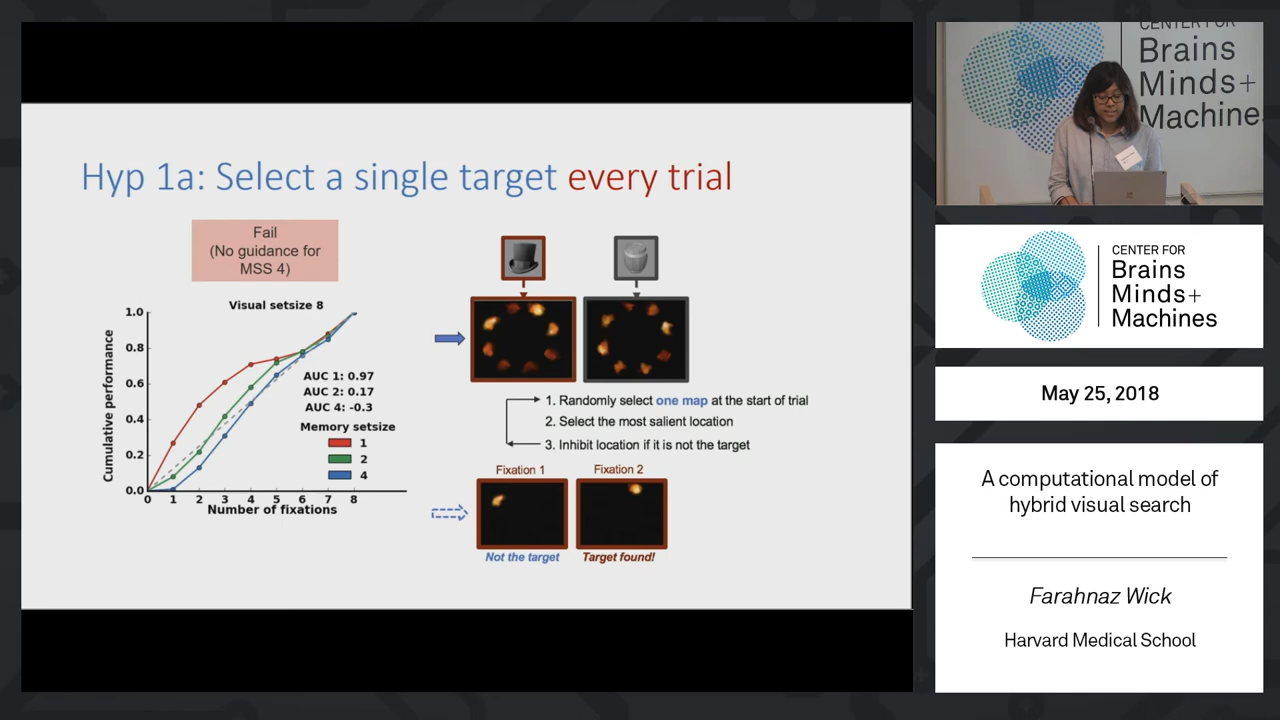 Hyp 1a: Select a single target every trial
Fail
(No guidance for
MSS 4)
Visual setsize 8
Cumulative performance
1.0
0.8
0.6
0.4
0.2
0.0
AUC 1: 0.97
AUC 2: 0.17
AUC 4: -0.3
Memory setsize
1
2
4
0 1 2 3 4 5 6 7 8
Number of fixations
1. Randomly select one map at the start of trial
2. Select the most salient location
3. Inhibit location if it is not the target
Fixation 1
Fixation 2
Not the target
Target found!
CENTER FOR
Brains
Minds+
Machine
CENTER FOR
Brains
Minds+
Machines
May 25, 2018
A computational model of
hybrid visual search
Farahnaz Wick
Harvard Medical School